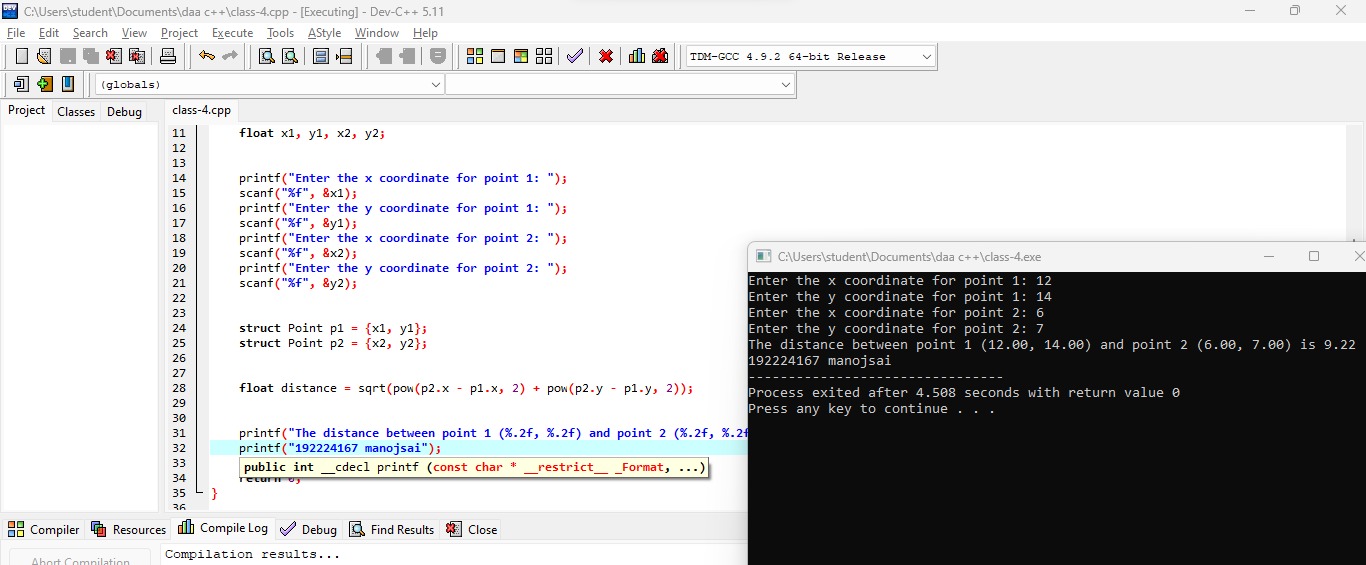 C:\Users\student\Documents\daa c++\class-4.cpp - [Executing] - Dev-C++ 5.11
File Edit Search View Project Execute Tools AStyle Window Help
TDM-GCC 4.9.2 64-bit Release
(globals)
Project Classes Debug
class-4.cpp
11 float x1, y1, x2, y2;
12
13
14 printf("Enter the x coordinate for point 1: ");
15 scanf("%f", &x1);
16 printf("Enter the y coordinate for point 1: ");
17 scanf("%f", &y1);
18 printf("Enter the x coordinate for point 2: ");
19 scanf("%f", &x2);
20 printf("Enter the y coordinate for point 2: ");
21 scanf("%f", &y2);
22
23
24 struct Point p1 = {x1, y1};
25 struct Point p2 = {x2, y2};
26
27
28 float distance = sqrt(pow(p2.x - p1.x, 2) + pow(p2.y - p1.y, 2));
29
30
31 printf("The distance between point 1 (%.2f, %.2f) and point 2 (%.2f, %.2f
32 printf("192224167 manojsai");
33 public int __cdecl printf (const char * __restrict__ _Format, ...)
34
35 }
36
Compiler Resources Compile Log Debug Find Results Close
Abort Compilation
Compilation results...
C:\Users\student\Documents\daa c++\class-4.exe
Enter the x coordinate for point 1: 12
Enter the y coordinate for point 1: 14
Enter the x coordinate for point 2: 6
Enter the y coordinate for point 2: 7
The distance between point 1 (12.00, 14.00) and point 2 (6.00, 7.00) is 9.22
192224167 manojsai
--------------------------------
Process exited after 4.508 seconds with return value 0
Press any key to continue . . .